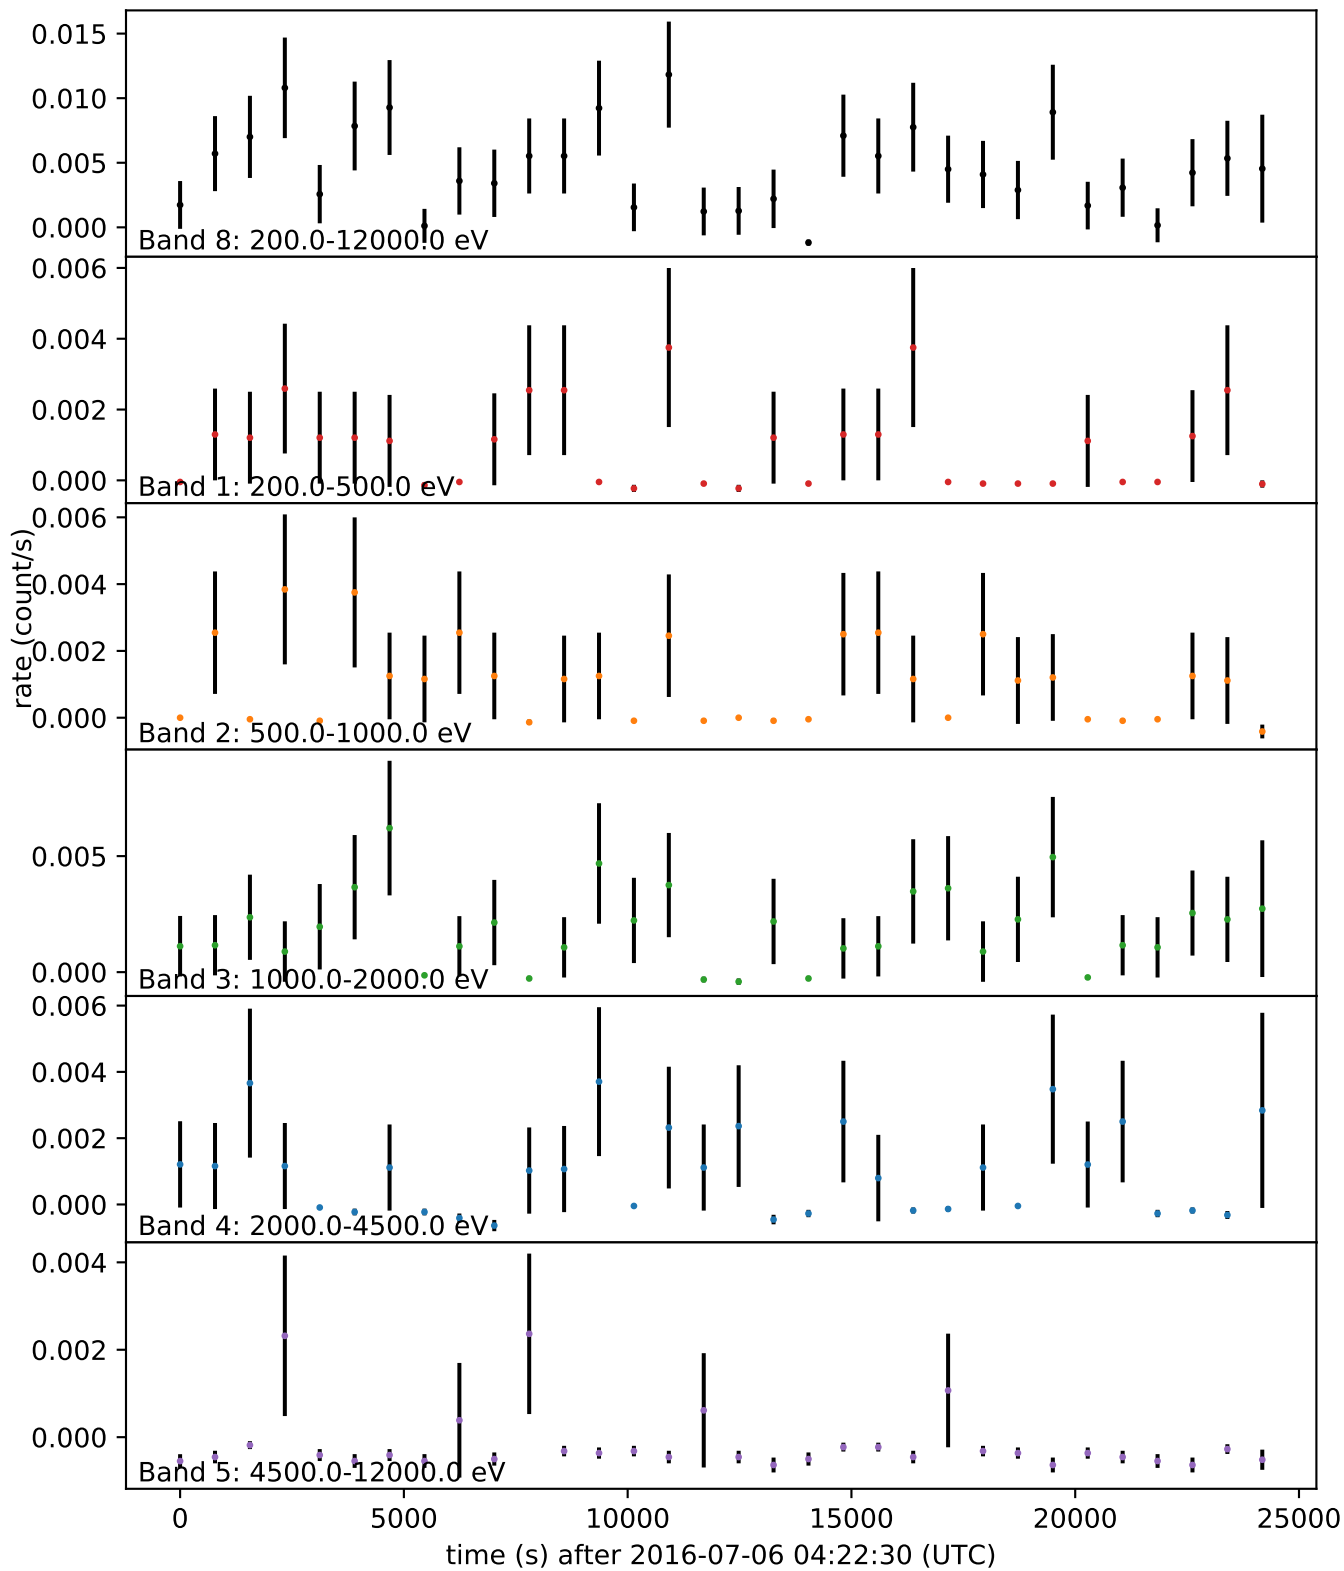 0.015
0.010
0.005
0.000
Band 8: 200.0-12000.0 eV
0.006
0.004
0.002
0.000
Band 1: 200.0-500.0 eV
0.006
0.004
0.002
0.000
Band 2: 500.0-1000.0 eV
rate (count/s)
0.005
0.000
Band 3: 1000.0-2000.0 eV
0.006
0.004
0.002
0.000
Band 4: 2000.0-4500.0 eV
0.004
0.002
0.000
Band 5: 4500.0-12000.0 eV
0 5000 10000 15000 20000 25000
time (s) after 2016-07-06 04:22:30 (UTC)